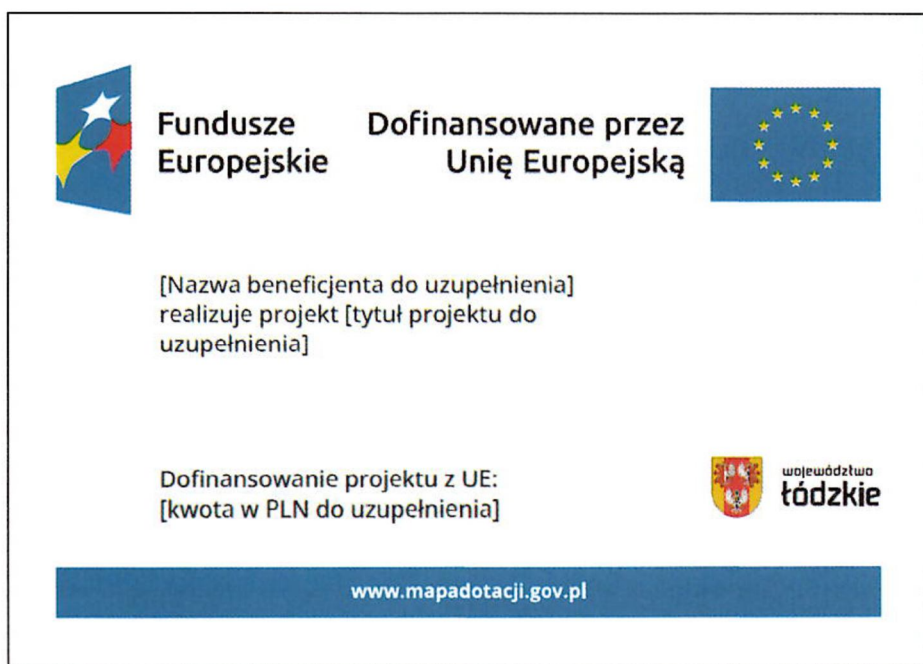 Fundusze
Europejskie
Dofinansowane przez
Unię Europejską
[Nazwa beneficjenta do uzupełnienia]
realizuje projekt [tytuł projektu do
uzupełnienia]
Dofinansowanie projektu z UE:
[kwota w PLN do uzupełnienia]
województwo
łódzkie
www.mapadotacji.gov.pl